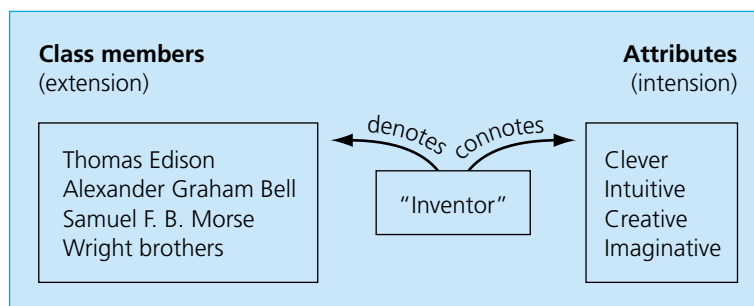 Class members
(extension)
Attributes
(intension)
denotes
connotes
Thomas Edison
Alexander Graham Bell
Samuel F. B. Morse
Wright brothers
“Inventor”
Clever
Intuitive
Creative
Imaginative